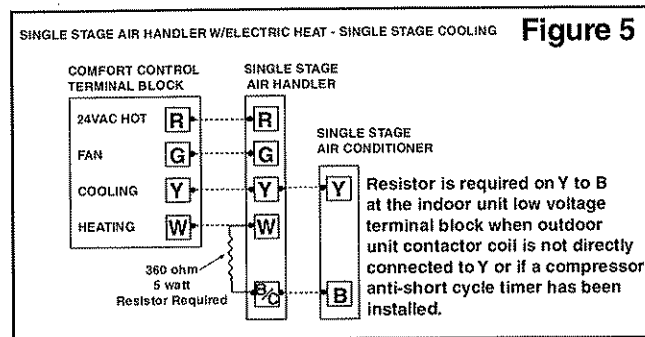 SINGLE STAGE AIR HANDLER W/ELECTRIC HEAT - SINGLE STAGE COOLING Figure 5
COMFORT CONTROL
TERMINAL BLOCK
SINGLE STAGE
AIR HANDLER
24VAC HOT R R
SINGLE STAGE
AIR CONDITIONER
FAN G G
COOLING Y Y Y
HEATING W W
360 ohm
5 watt
Resistor Required
B/C B
Resistor is required on Y to B
at the indoor unit low voltage
terminal block when outdoor
unit contactor coil is not directly
connected to Y or if a compressor
anti-short cycle timer has been
installed.